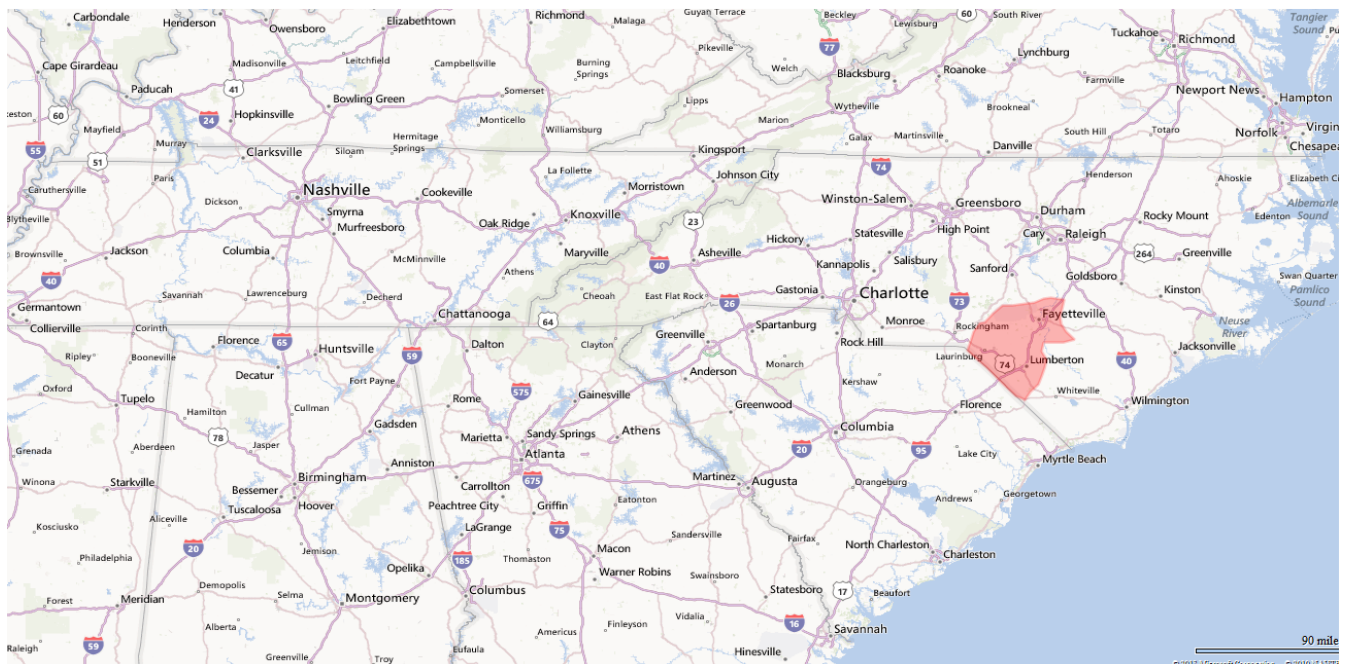 Carbondale
Henderson
Owensboro
Elizabethtown
Richmond
Malaga
Guyan Terrace
Beckley
Lewisburg
60
South River
Tangier
Sound
Tuckahoe
Richmond
Cape Girardeau
Madisonville
Leitchfield
Campbellsville
Burning
Springs
Pikeville
Welch
77
Blacksburg
Roanoke
Lynchburg
Farmville
Paducah
41
Bowling Green
Somerset
Lipps
Wytheville
Brookneal
Newport News
Hampton
60
24
Hopkinsville
Monticello
Williamsburg
Marion
Galax
Martinsville
South Hill
Totaro
Norfolk
Virgin
Mayfield
Murray
Clarksville
Siloam
Hermitage
Springs
Kingsport
74
Danville
Chesapea
55
51
Paris
La Follette
Johnson City
Henderson
Ahoskie
Elizabeth Ci
Caruthersville
Nashville
Cookeville
Morristown
Winston-Salem
Greensboro
Albemarle
Sound
Blytheville
Dickson
Smyrna
Oak Ridge
Knoxville
23
Durham
Rocky Mount
Edenton
Murfreesboro
High Point
Cary
Raleigh
Brownsville
Jackson
Columbia
McMinnville
Maryville
Asheville
Hickory
Statesville
Salisbury
264
Greenville
40
Athens
40
Kannapolis
Sanford
Goldsboro
Swan Quarter
Pamlico
Sound
Germantown
Savannah
Lawrenceburg
Decherd
Cheoah
East Flat Rock
26
Gastonia
Charlotte
73
Kinston
Collierville
Corinth
Chattanooga
64
Greenville
Spartanburg
Monroe
Rockingham
Fayetteville
Neuse
River
Ripley
Booneville
Florence
65
Huntsville
59
Dalton
Clayton
Rock Hill
Laurinburg
74
Lumberton
40
Jacksonville
Decatur
Fort Payne
Anderson
Monarch
Kershaw
Whiteville
Oxford
Tupelo
Hamilton
Cullman
Rome
575
Gainesville
Greenwood
Florence
Wilmington
Aberdeen
78
Jasper
Gadsden
Marietta
Sandy Springs
Athens
Columbia
Grenada
Atlanta
20
95
Lake City
Myrtle Beach
Winona
Starkville
Birmingham
Anniston
Carrollton
675
Martinez
Augusta
Orangeburg
Andrews
Georgetown
Bessemer
Hoover
Peachtree City
Griffin
Eatonton
Kosciusko
Aliceville
Tuscaloosa
LaGrange
75
Sandersville
Fairfax
North Charleston
Philadelphia
20
Jemison
185
Thomaston
Macon
Charleston
Opelika
Warner Robins
Swainsboro
17
Forest
Meridian
Demopolis
Selma
Montgomery
Columbus
Statesboro
Beaufort
Raleigh
59
Alberta
Americus
Finleyson
Vidalia
16
Savannah
Greenville
Troy
Eufaula
Hinesville
90 mile